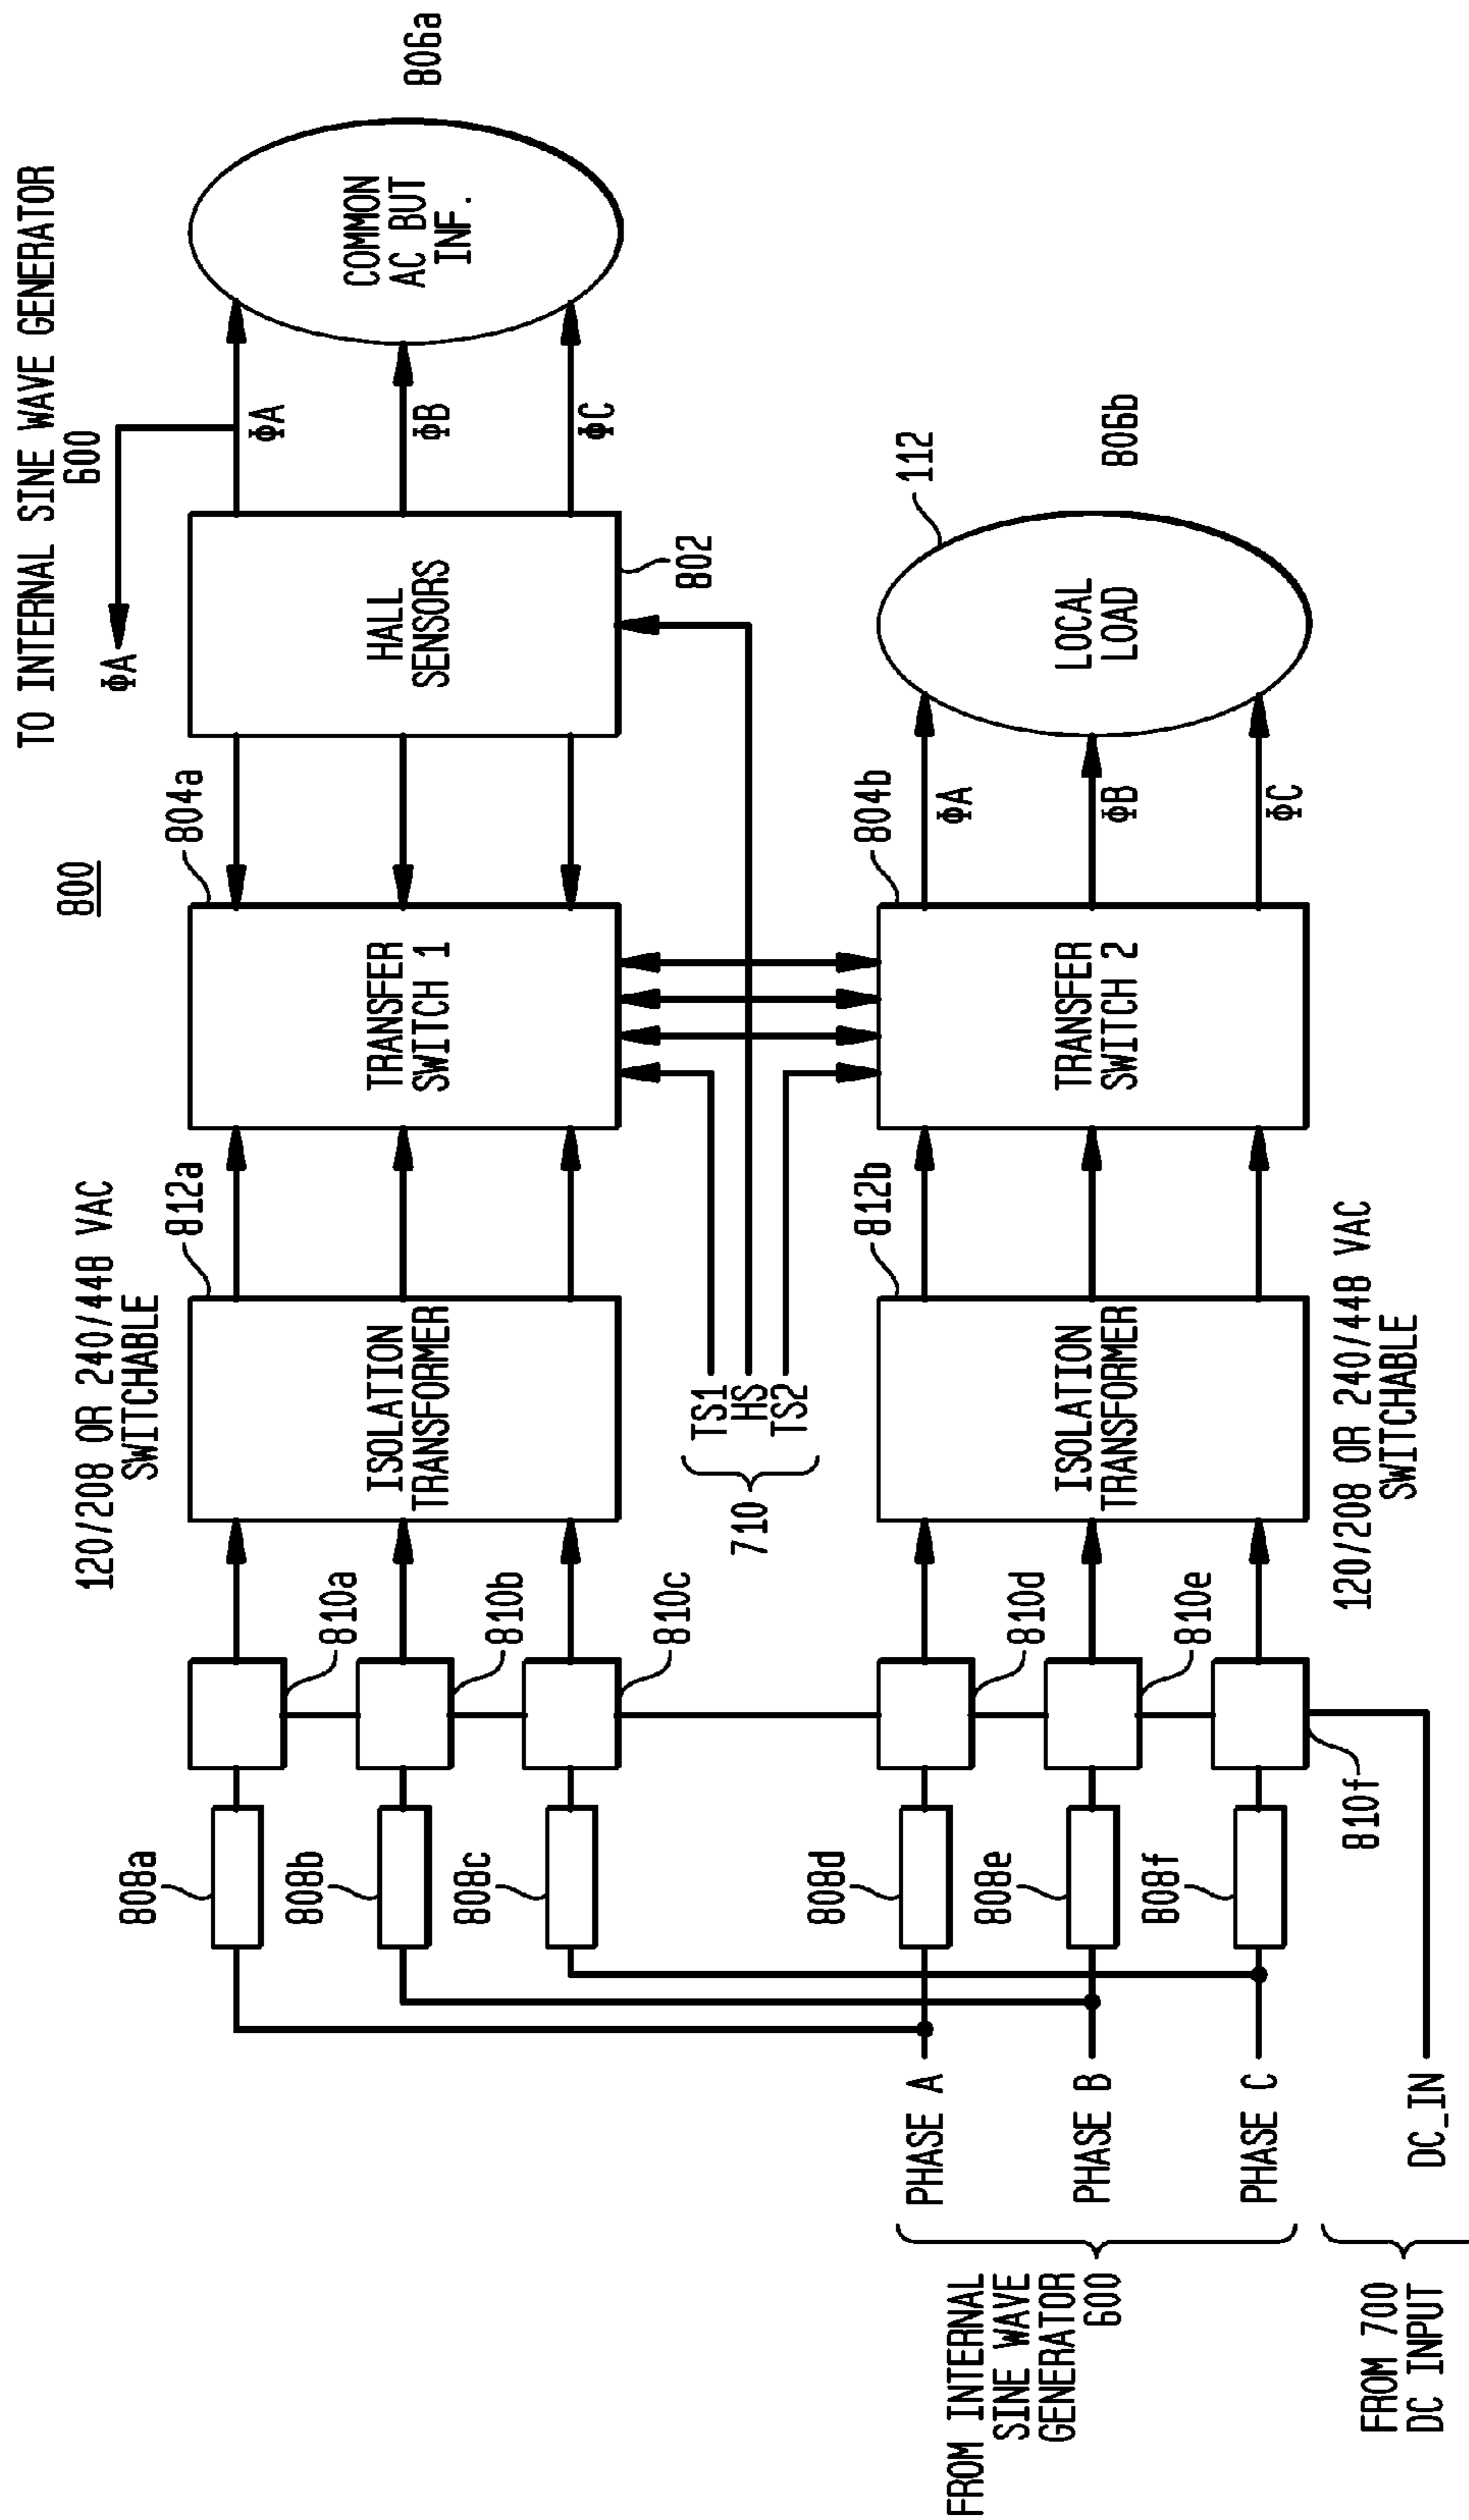 TO INTERNAL SINE WAVE GENERATOR
600
ΦA
800
806a
COMMON
AC BUT
INF.
ΦA
ΦB
ΦC
HALL
SENSORS
802
804a
TRANSFER
SWITCH 1
812a
120/208 OR 240/448 VAC
SWITCHABLE
ISOLATION
TRANSFORMER
810a
810b
810c
808a
808b
808c
TS1
HS
TS2
710
112
806b
LOCAL
LOAD
804b
ΦA
ΦB
ΦC
TRANSFER
SWITCH 2
812b
ISOLATION
TRANSFORMER
120/208 OR 240/448 VAC
SWITCHABLE
810d
810e
810f
808d
808e
808f
PHASE A
PHASE B
PHASE C
FROM INTERNAL
SINE WAVE
GENERATOR
600
DC_IN
FROM 700
DC INPUT